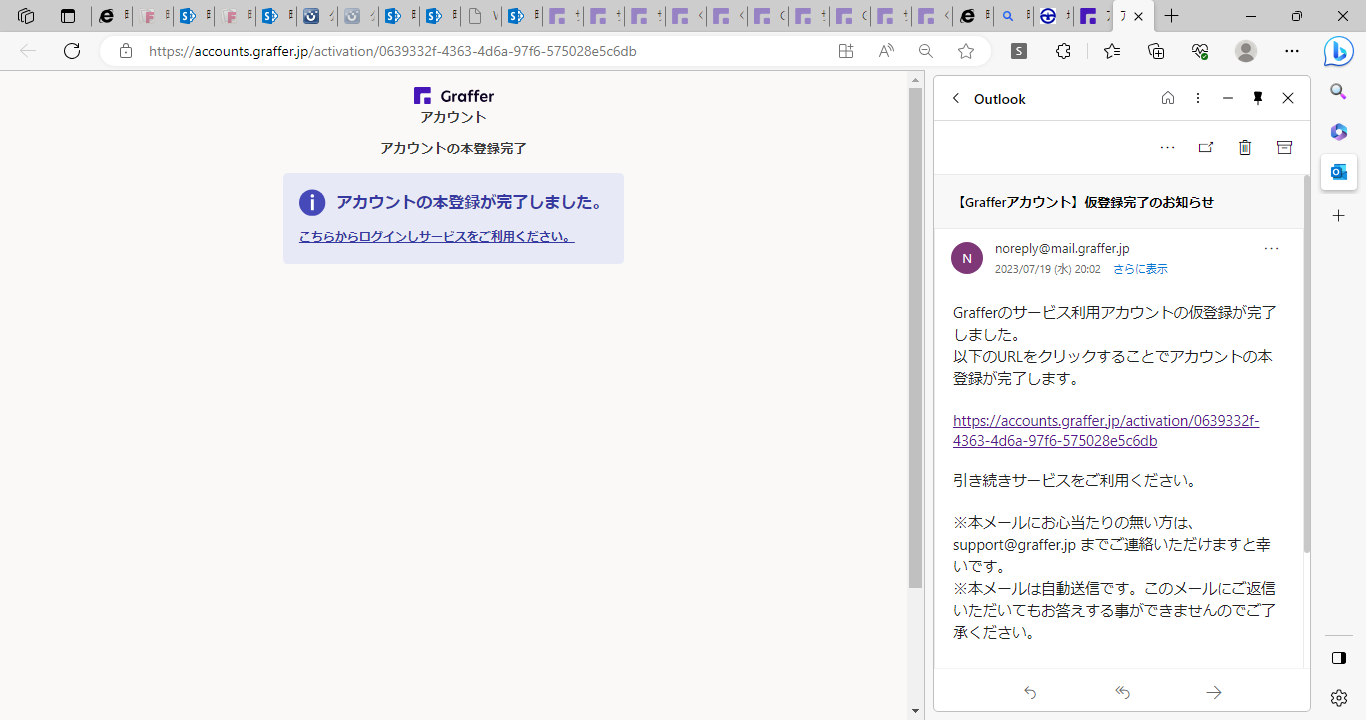 https://accounts.graffer.jp/activation/0639332f-4363-4d6a-97f6-575028e5c6db
Graffer
アカウント
アカウントの本登録完了
アカウントの本登録が完了しました。
こちらからログインしサービスをご利用ください。
Outlook
【Grafferアカウント】仮登録完了のお知らせ
N
noreply@mail.graffer.jp
2023/07/19 (水) 20:02 さらに表示
Grafferのサービス利用アカウントの仮登録が完了
しました。
以下のURLをクリックすることでアカウントの本
登録が完了します。
https://accounts.graffer.jp/activation/0639332f-
4363-4d6a-97f6-575028e5c6db
引き続きサービスをご利用ください。
※本メールにお心当たりの無い方は、
support@graffer.jp までご連絡いただけますと幸
いです。
※本メールは自動送信です。このメールにご返信
いただいてもお答えする事ができませんのでご了
承ください。